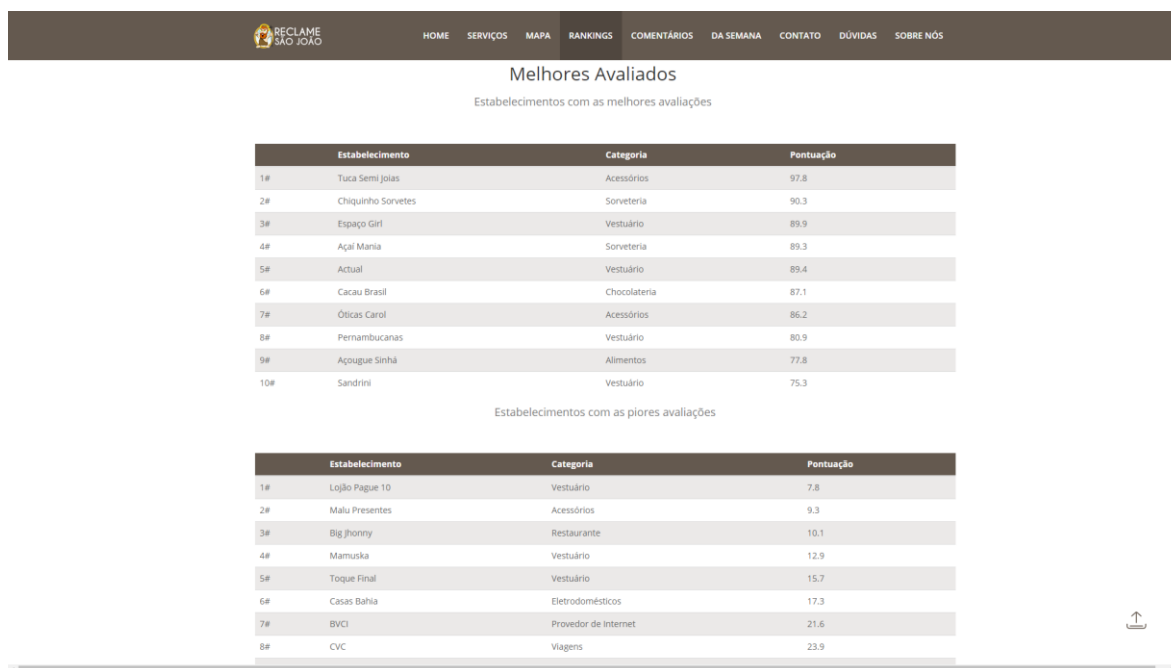 RECLAME
SÃO JOÃO
HOME SERVIÇOS MAPA RANKINGS COMENTÁRIOS DA SEMANA CONTATO DÚVIDAS SOBRE NÓS
Melhores Avaliados
Estabelecimentos com as melhores avaliações
Estabelecimento Categoria Pontuação
1# Tuca Semi Joias Acessórios 97.8
2# Chiquinho Sorvetes Sorveteria 90.3
3# Espaço Girl Vestuário 89.9
4# Açaí Mania Sorveteria 89.3
5# Actual Vestuário 89.4
6# Cacau Brasil Chocolateria 87.1
7# Óticas Carol Acessórios 86.2
8# Pernambucanas Vestuário 80.9
9# Açougue Sinhá Alimentos 77.8
10# Sandrini Vestuário 75.3
Estabelecimentos com as piores avaliações
Estabelecimento Categoria Pontuação
1# Lojão Pague 10 Vestuário 7.8
2# Malu Presentes Acessórios 9.3
3# Big Jhonny Restaurante 10.1
4# Mamuska Vestuário 12.9
5# Toque Final Vestuário 15.7
6# Casas Bahia Eletrodomésticos 17.3
7# BVCI Provedor de Internet 21.6
8# CVC Viagens 23.9